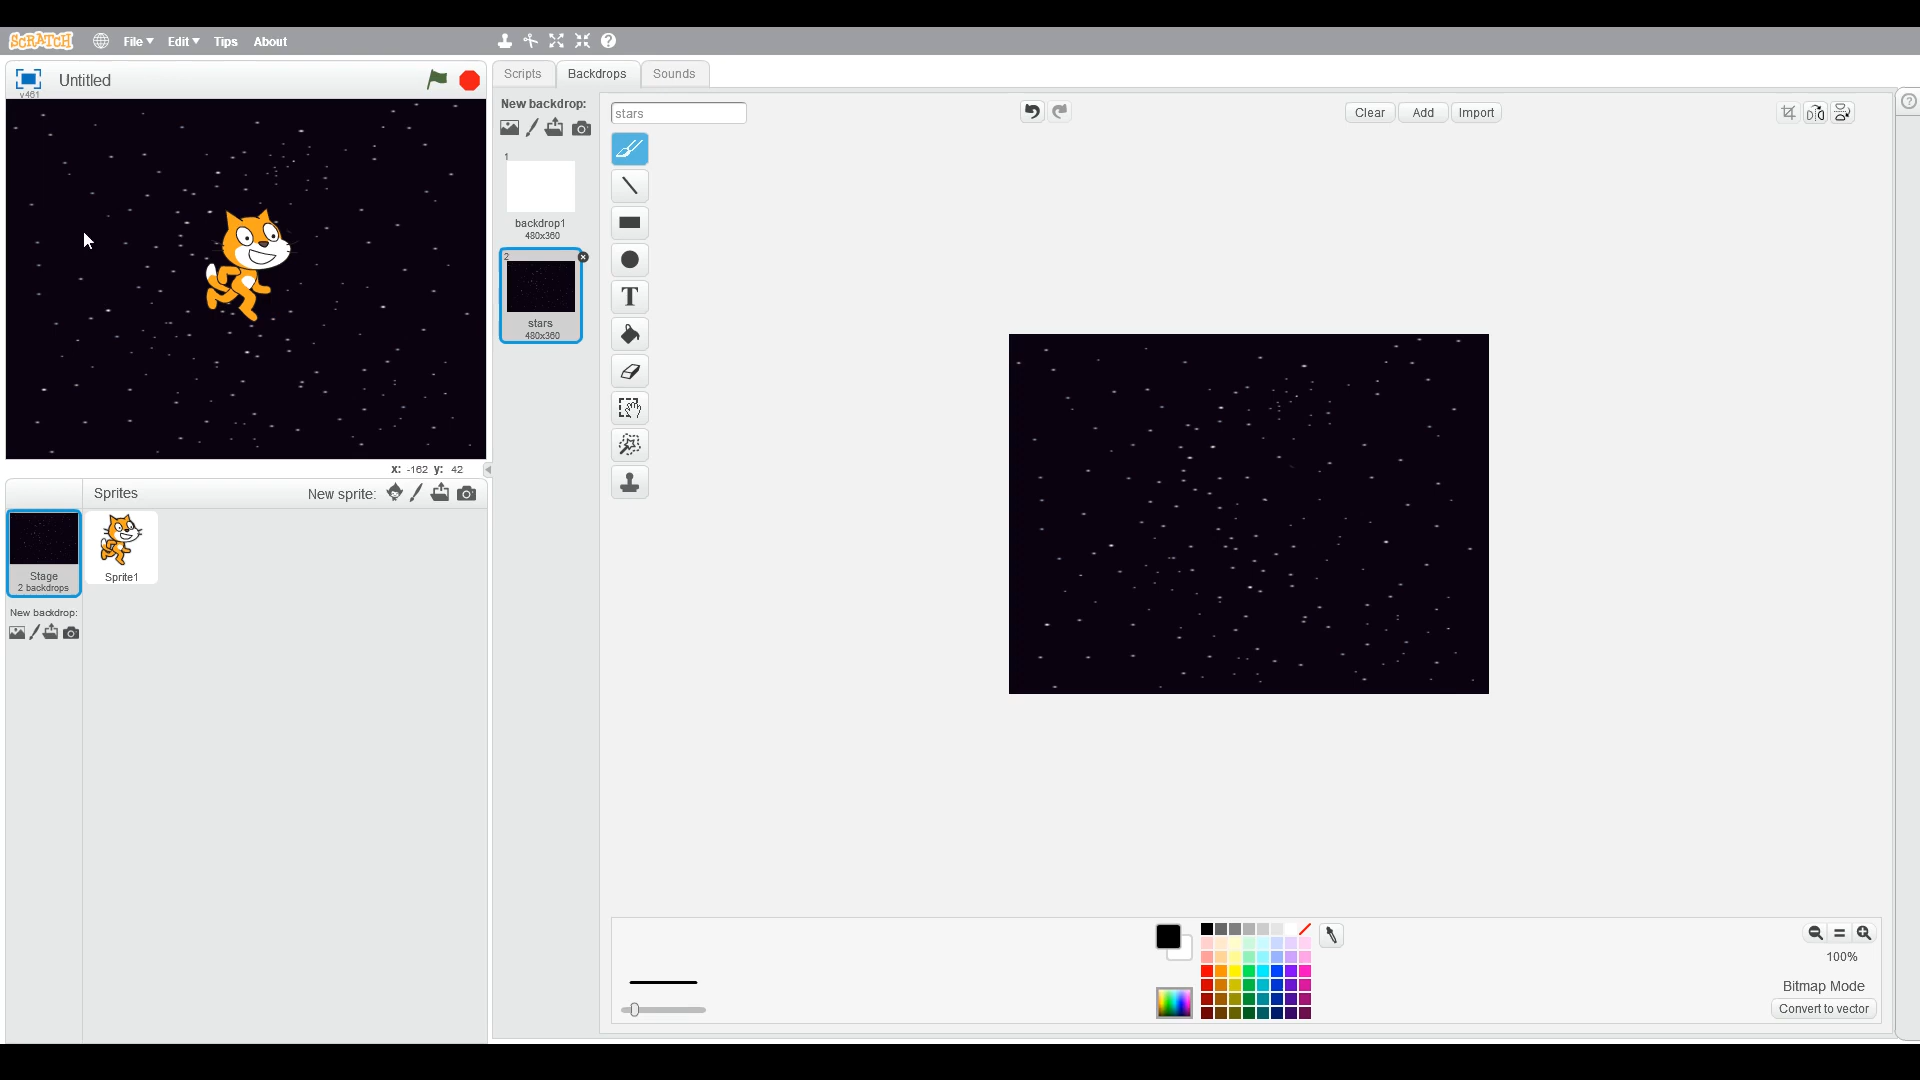 SCRATCH File Edit Tips About
v461 Untitled
Scripts Backdrops Sounds
New backdrop:
stars
Clear Add Import
1
backdrop1
480x360
2
stars
480x360
T
x: -162 y: 42
Sprites New sprite:
Stage
2 backdrops
Sprite1
New backdrop:
100%
Bitmap Mode
Convert to vector